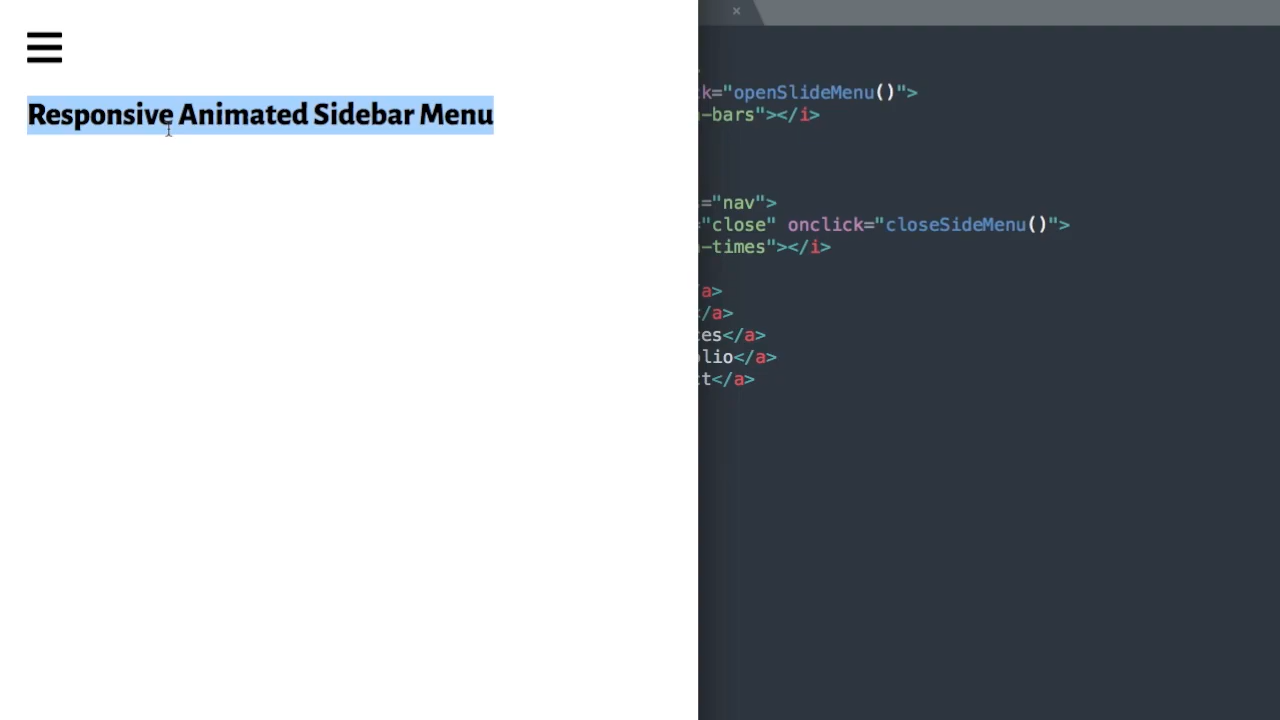 Responsive Animated Sidebar Menu
×
k="openSlideMenu()">
-bars"></i>
="nav">
="close" onclick="closeSideMenu()">
-times"></i>
/a>
</a>
es</a>
lio</a>
t</a>